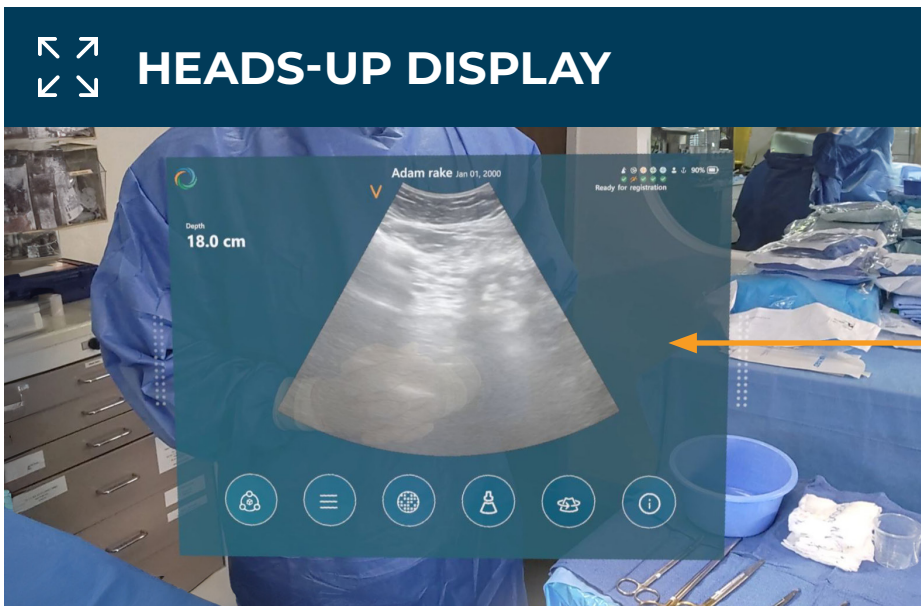 HEADS-UP DISPLAY
Adam rake Jan 01, 2000
90%
Ready for registration
Depth
18.0 cm